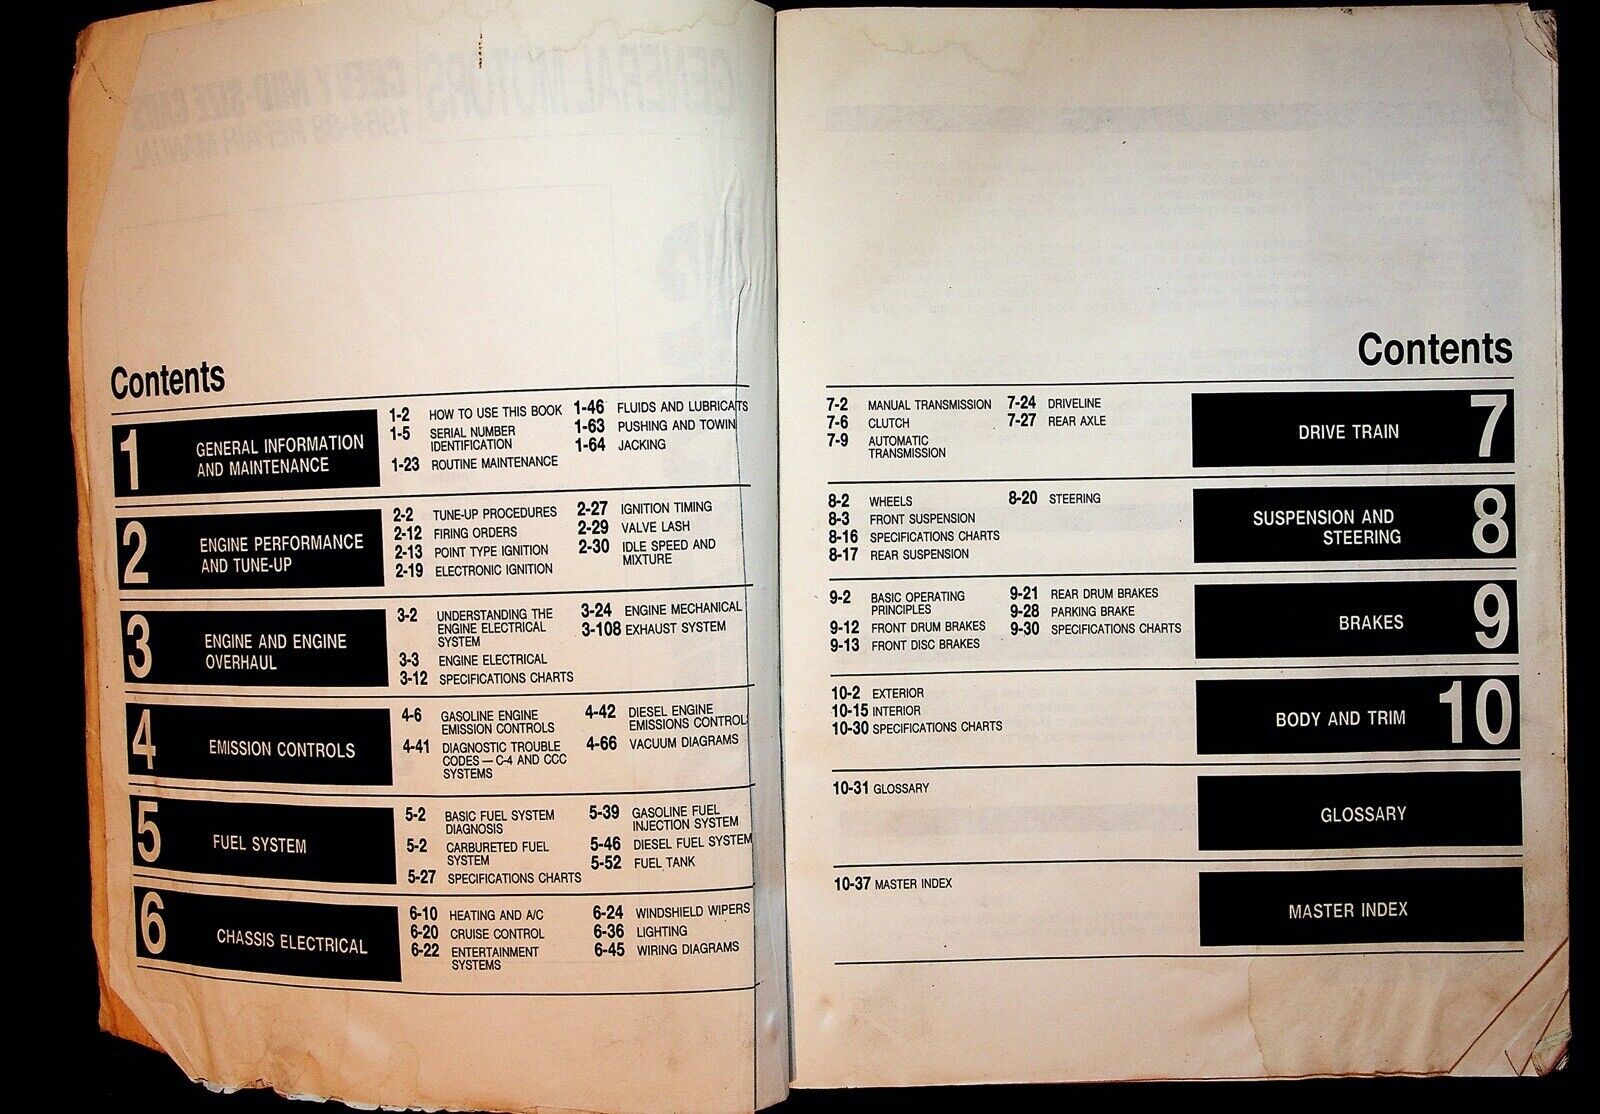 Contents
1
GENERAL INFORMATION
AND MAINTENANCE
1-2 HOW TO USE THIS BOOK
1-5 SERIAL NUMBER
IDENTIFICATION
1-23 ROUTINE MAINTENANCE
1-46 FLUIDS AND LUBRICATS
1-63 PUSHING AND TOWIN
1-64 JACKING
2
ENGINE PERFORMANCE
AND TUNE-UP
2-2 TUNE-UP PROCEDURES
2-12 FIRING ORDERS
2-13 POINT TYPE IGNITION
2-19 ELECTRONIC IGNITION
2-27 IGNITION TIMING
2-29 VALVE LASH
2-30 IDLE SPEED AND
MIXTURE
3
ENGINE AND ENGINE
OVERHAUL
3-2 UNDERSTANDING THE
ENGINE ELECTRICAL
SYSTEM
3-3 ENGINE ELECTRICAL
3-12 SPECIFICATIONS CHARTS
3-24 ENGINE MECHANICAL
3-108 EXHAUST SYSTEM
4
EMISSION CONTROLS
4-6 GASOLINE ENGINE
EMISSION CONTROLS
4-41 DIAGNOSTIC TROUBLE
CODES — C-4 AND CCC
SYSTEMS
4-42 DIESEL ENGINE
EMISSIONS CONTROL
4-66 VACUUM DIAGRAMS
5
FUEL SYSTEM
5-2 BASIC FUEL SYSTEM
DIAGNOSIS
5-2 CARBURETED FUEL
SYSTEM
5-27 SPECIFICATIONS CHARTS
5-39 GASOLINE FUEL
INJECTION SYSTEM
5-46 DIESEL FUEL SYSTEM
5-52 FUEL TANK
6
CHASSIS ELECTRICAL
6-10 HEATING AND A/C
6-20 CRUISE CONTROL
6-22 ENTERTAINMENT
SYSTEMS
6-24 WINDSHIELD WIPERS
6-36 LIGHTING
6-45 WIRING DIAGRAMS
Contents
7-2 MANUAL TRANSMISSION
7-6 CLUTCH
7-9 AUTOMATIC
TRANSMISSION
7-24 DRIVELINE
7-27 REAR AXLE
DRIVE TRAIN
7
8-2 WHEELS
8-3 FRONT SUSPENSION
8-16 SPECIFICATIONS CHARTS
8-17 REAR SUSPENSION
8-20 STEERING
SUSPENSION AND
STEERING
8
9-2 BASIC OPERATING
PRINCIPLES
9-12 FRONT DRUM BRAKES
9-13 FRONT DISC BRAKES
9-21 REAR DRUM BRAKES
9-28 PARKING BRAKE
9-30 SPECIFICATIONS CHARTS
BRAKES
9
10-2 EXTERIOR
10-15 INTERIOR
10-30 SPECIFICATIONS CHARTS
BODY AND TRIM
10
10-31 GLOSSARY
GLOSSARY
10-37 MASTER INDEX
MASTER INDEX